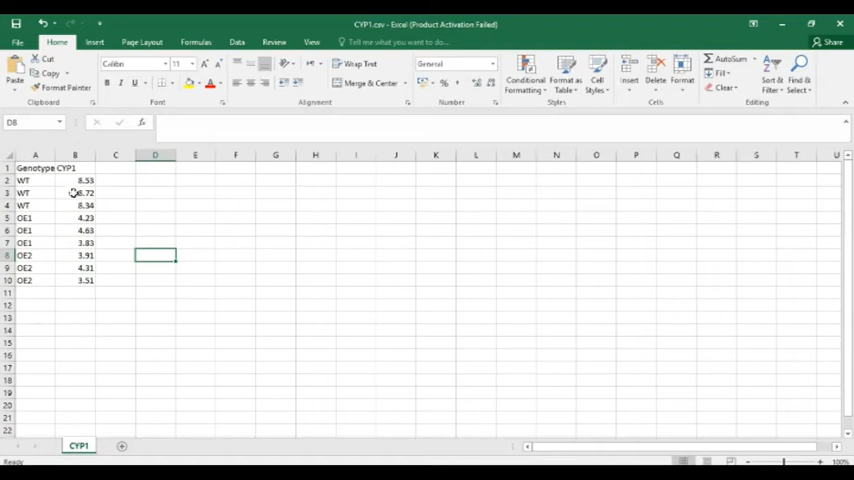 CYP1.csv - Excel (Product Activation Failed)
File Home Insert Page Layout Formulas Data Review View Tell me what you want to do... Share
Paste Cut Copy Format Painter Clipboard
Calibri 11 A A B I U A Font
Wrap Text Merge & Center Alignment
General % , Number
Conditional Formatting Format as Table Cell Styles Styles
Insert Delete Format Cells
AutoSum Fill Clear Sort & Filter Find & Select Editing
D8 fx
A B C D E F G H I J K L M N O P Q R S T U
1 Genotype CYP1
2 WT 8.53
3 WT 8.72
4 WT 8.34
5 OE1 4.23
6 OE1 4.63
7 OE1 3.83
8 OE2 3.91
9 OE2 4.31
10 OE2 3.51
11
12
13
14
15
16
17
18
19
20
21
22
CYP1
Ready 100%